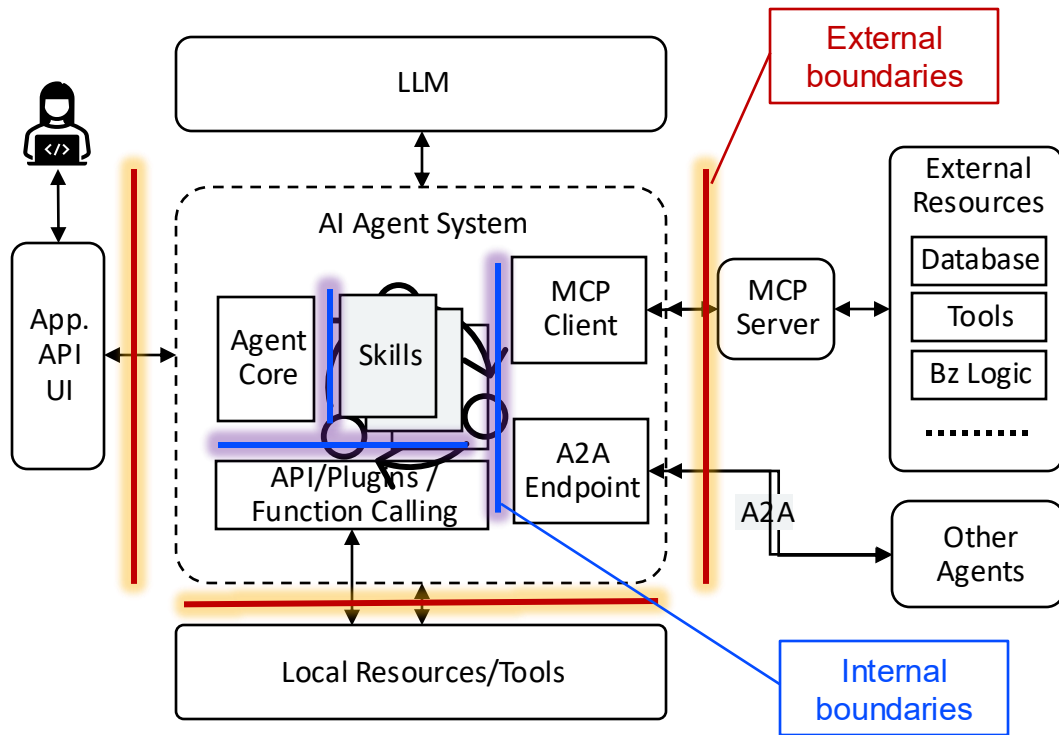 External
boundaries
LLM
</>
External
Resources
Database
Tools
Bz Logic
AI Agent System
App.
API
UI
Agent
Core
Skills
MCP
Client
MCP
Server
API/Plugins /
Function Calling
A2A
Endpoint
A2A
Other
Agents
Local Resources/Tools
Internal
boundaries